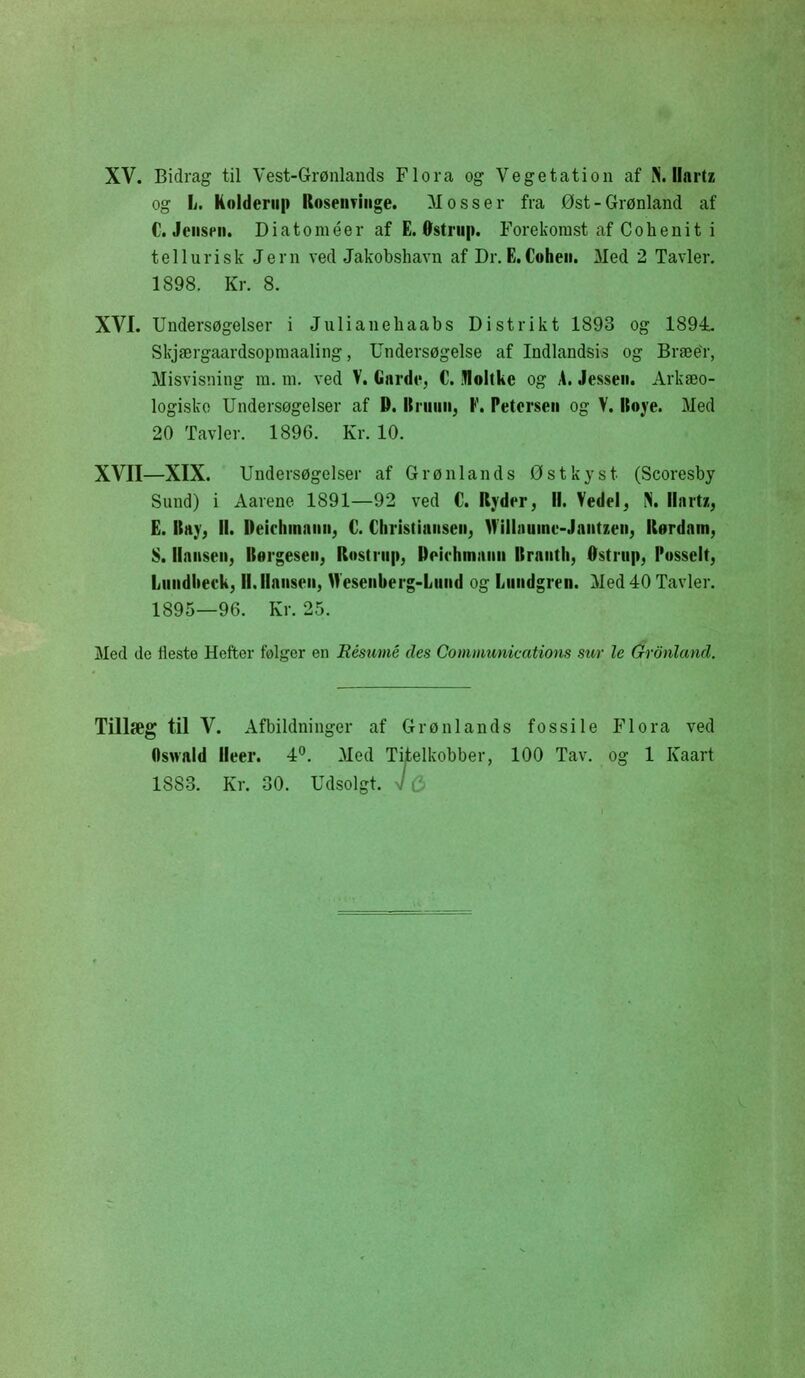 XV. Bidrag til Vest-Grønlands Flora og Vegetation af N. Hartz
og L. Kolderup Rosenvinge. Mosser fra Øst-Grønland af
C. Jensen. Diatoméer af E. Østrup. Forekomst af Cohenit i
tellurisk Jern ved Jakobshavn af Dr. E. Cohen. Med 2 Tavler.
1898. Kr. 8.
XVI. Undersøgelser i Julianehaabs Distrikt 1893 og 1894.
Skjærgaardsopmaaling, Undersøgelse af Indlandsis og Bræer,
Misvisning m. m. ved V. Garde, C. Moltke og A. Jessen. Arkæo-
logiske Undersøgelser af D. Bruun, F. Petersen og V. Boye. Med
20 Tavler. 1896. Kr. 10.
XVII—XIX. Undersøgelser af Grønlands Østkyst (Scoresby
Sund) i Aarene 1891—92 ved C. Ryder, H. Vedel, N. Hartz,
E. Bay, H. Deichmann, C. Christiansen, Willaume-Jantzen, Rørdam,
S. Hansen, Børgesen, Rostrup, Deichmann Branth, Østrup, Posselt,
Lundbeck, H. Hansen, Wesenberg-Lund og Lundgren. Med 40 Tavler.
1895—96. Kr. 25.
Med de fleste Hefter følger en Résumé des Communications sur le Grönland.
Tillæg til V. Afbildninger af Grønlands fossile Flora ved
Oswald Heer. 4⁰. Med Titelkobber, 100 Tav. og 1 Kaart
1883. Kr. 30. Udsolgt.